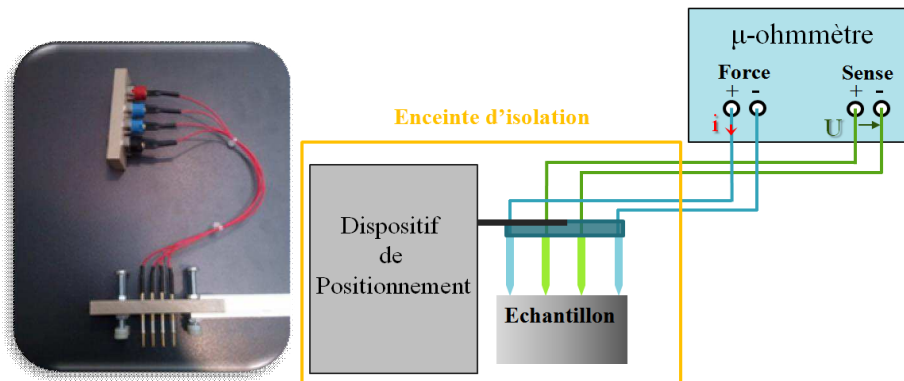 μ-ohmmètre
Force
Sense
+ -
+ -
i
U
Enceinte d'isolation
Dispositif
de
Positionnement
Echantillon